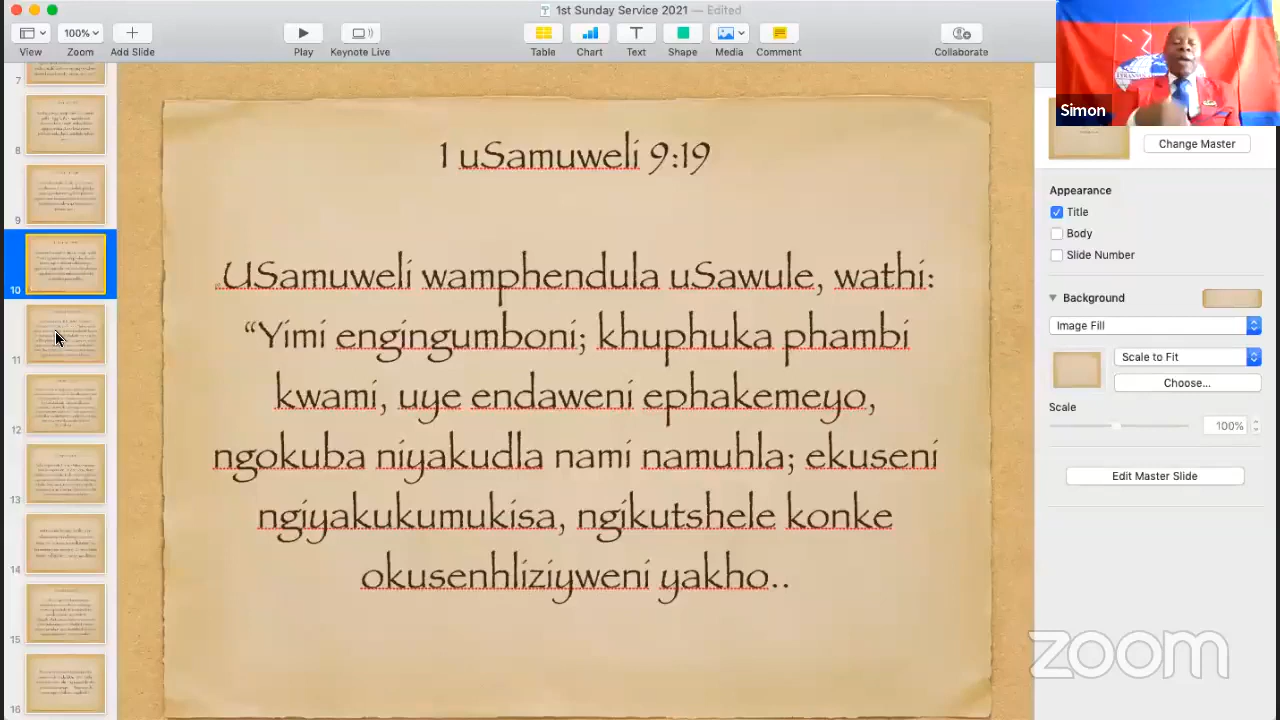 1st Sunday Service 2021 — Edited
100%
View
Zoom
Add Slide
Play
Keynote Live
Table
Chart
Text
Shape
Media
Comment
Collaborate
Simon
7
8
9
10
11
12
13
14
15
16
1 uSamuweli 9:19
USamuweli wamphendula uSawule, wathi:
“Yimi engingumboni; khuphuka phambi
kwami, uye endaweni ephakemeyo,
ngokuba niyakudla nami namuhla; ekuseni
ngiyakukumukisa, ngikutshele konke
okusenhliziyweni yakho..
Change Master
Appearance
Title
Body
Slide Number
Background
Image Fill
Scale to Fit
Choose...
Scale
100%
Edit Master Slide
zoom